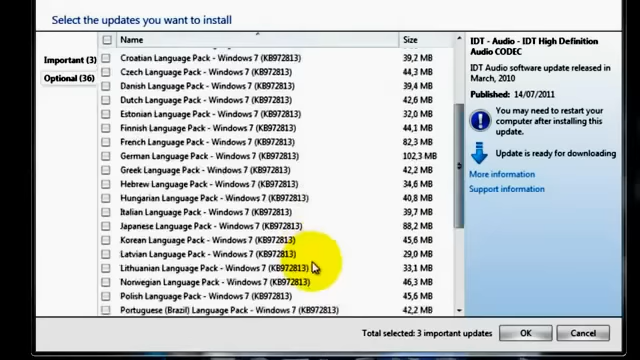 Select the updates you want to install
Name
Size
Important (3)
Optional (36)
Croatian Language Pack - Windows 7 (KB972813) 39,2 MB
Czech Language Pack - Windows 7 (KB972813) 44,3 MB
Danish Language Pack - Windows 7 (KB972813) 39,4 MB
Dutch Language Pack - Windows 7 (KB972813) 42,6 MB
Estonian Language Pack - Windows 7 (KB972813) 32,0 MB
Finnish Language Pack - Windows 7 (KB972813) 44,1 MB
French Language Pack - Windows 7 (KB972813) 82,3 MB
German Language Pack - Windows 7 (KB972813) 102,3 MB
Greek Language Pack - Windows 7 (KB972813) 42,2 MB
Hebrew Language Pack - Windows 7 (KB972813) 34,6 MB
Hungarian Language Pack - Windows 7 (KB972813) 40,8 MB
Italian Language Pack - Windows 7 (KB972813) 39,7 MB
Japanese Language Pack - Windows 7 (KB972813) 88,2 MB
Korean Language Pack - Windows 7 (KB972813) 45,6 MB
Latvian Language Pack - Windows 7 (KB972813) 29,0 MB
Lithuanian Language Pack - Windows 7 (KB972813) 33,1 MB
Norwegian Language Pack - Windows 7 (KB972813) 46,3 MB
Polish Language Pack - Windows 7 (KB972813) 45,6 MB
Portuguese (Brazil) Language Pack - Windows 7 (KB972813) 42,2 MB
IDT - Audio - IDT High Definition
Audio CODEC
IDT Audio software update released in
March, 2010
Published: 14/07/2011
You may need to restart your
computer after installing this
update.
Update is ready for downloading
More information
Support information
Total selected: 3 important updates
OK
Cancel